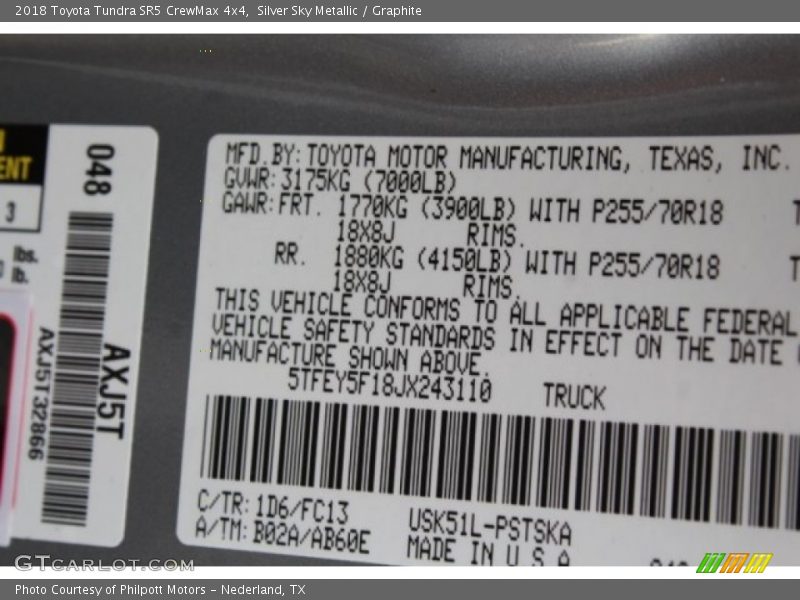 2018 Toyota Tundra SR5 CrewMax 4x4, Silver Sky Metallic / Graphite
ENT
3
lbs.
lb.
048
AXJ5T
AXJ5T32866
MFD.BY:TOYOTA MOTOR MANUFACTURING, TEXAS, INC.
GVWR:3175KG (7000LB)
GAWR:FRT. 1770KG (3900LB) WITH P255/70R18
18X8J RIMS.
RR. 1880KG (4150LB) WITH P255/70R18
18X8J RIMS.
THIS VEHICLE CONFORMS TO ALL APPLICABLE FEDERAL
VEHICLE SAFETY STANDARDS IN EFFECT ON THE DATE
MANUFACTURE SHOWN ABOVE.
5TFEY5F18JX243110 TRUCK
C/TR:1D6/FC13
A/TM:B02A/AB60E
USK51L-PSTSKA
MADE IN U S A
GTCARLOT.COM
Photo Courtesy of Philpott Motors - Nederland, TX